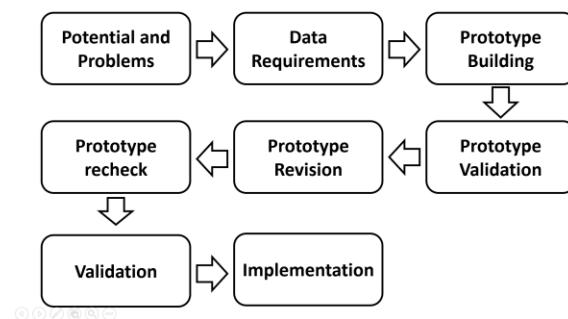 Potential and
Problems
Data
Requirements
Prototype
Building
Prototype
Validation
Prototype
Revision
Prototype
recheck
Validation
Implementation